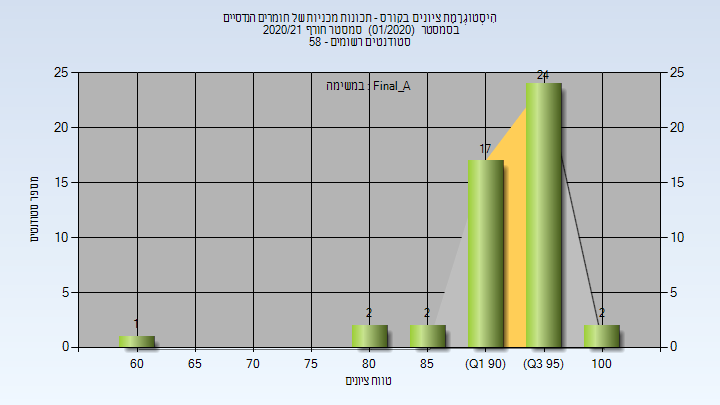 היסטוגרמת ציונים בקורס - תכונות מכניות של חומרים הנדסיים
בסמסטר (01/2020) סמסטר חורף 2020/21
סטודנטים רשומים - 58
במשימה : Final_A
25 24 25
20 20
17
מספר סטודנטים
15 15
10 10
5 5
1 2 2 2
0 0
60 65 70 75 80 85 (Q1 90) (Q3 95) 100
טווח ציונים